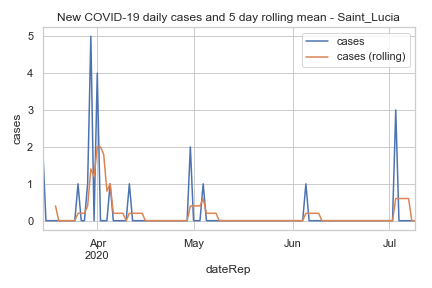 New COVID-19 daily cases and 5 day rolling mean - Saint_Lucia
cases
cases (rolling)
5
4
3
2
1
0
cases
Apr
2020
May
Jun
Jul
dateRep